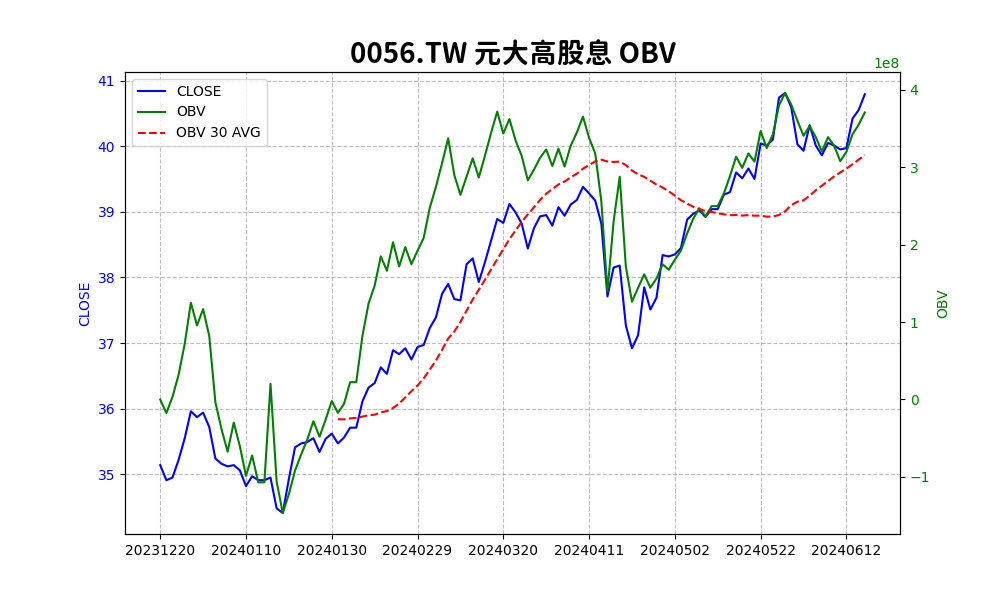 0056.TW 元大高股息 OBV
1e8
CLOSE
OBV
OBV 30 AVG
41
40
39
38
37
36
35
CLOSE
4
3
2
1
0
−1
OBV
20231220 20240110 20240130 20240229 20240320 20240411 20240502 20240522 20240612